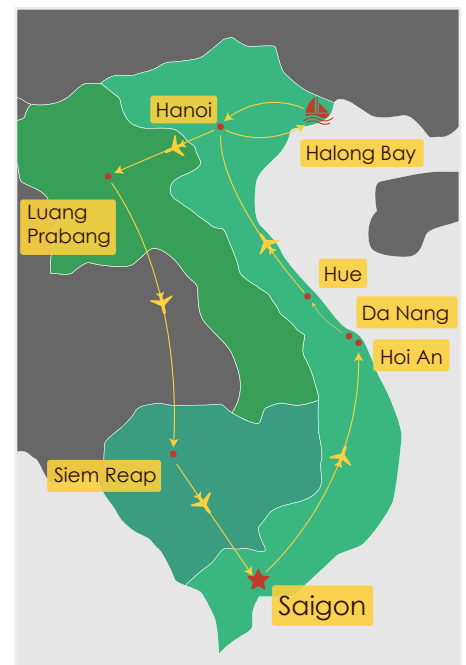 Hanoi
Halong Bay
Luang
Prabang
Hue
Da Nang
Hoi An
Siem Reap
Saigon